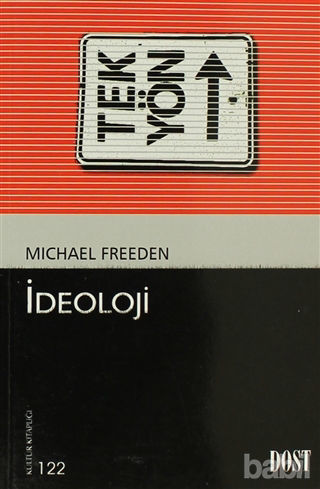 TEK
YÖN
MICHAEL FREEDEN
İDEOLOJİ
KÜLTÜR KİTAPLIĞI
122
DOST
babil